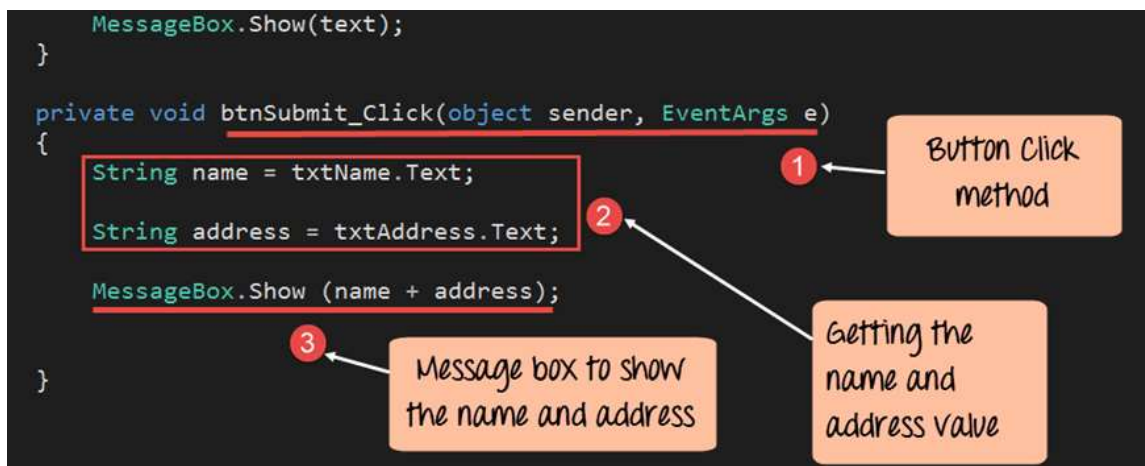 MessageBox.Show(text);
}
private void btnSubmit_Click(object sender, EventArgs e)
{
String name = txtName.Text;
String address = txtAddress.Text;
MessageBox.Show (name + address);
}
1
Button Click
method
2
Getting the
name and
address value
3
Message box to show
the name and address